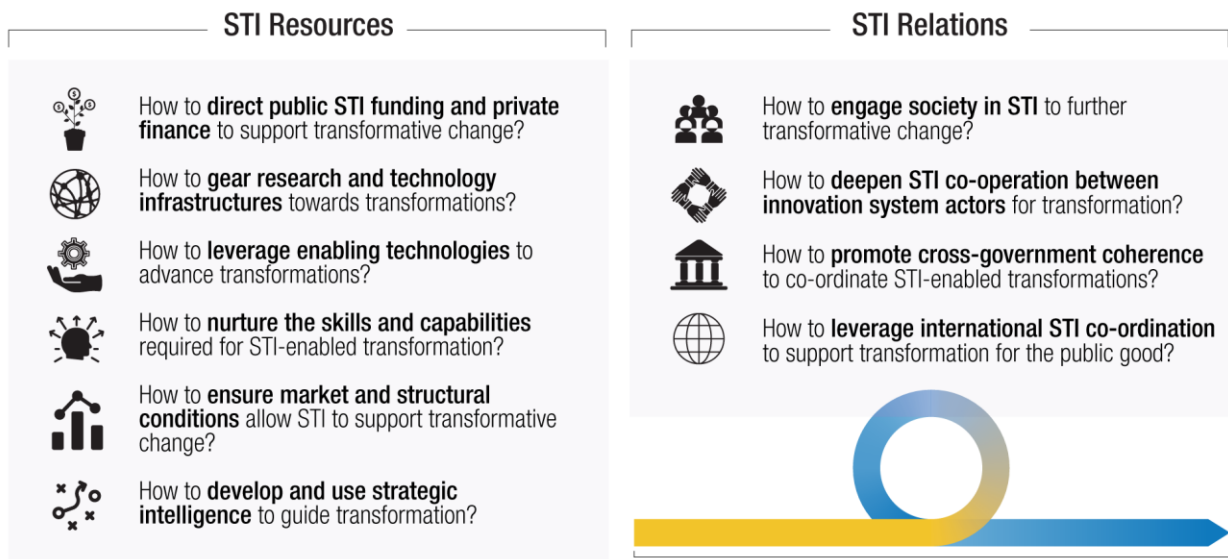 STI Resources
How to direct public STI funding and private
finance to support transformative change?
How to gear research and technology
infrastructures towards transformations?
How to leverage enabling technologies to
advance transformations?
How to nurture the skills and capabilities
required for STI-enabled transformation?
How to ensure market and structural
conditions allow STI to support transformative
change?
How to develop and use strategic
intelligence to guide transformation?
STI Relations
How to engage society in STI to further
transformative change?
How to deepen STI co-operation between
innovation system actors for transformation?
How to promote cross-government coherence
to co-ordinate STI-enabled transformations?
How to leverage international STI co-ordination
to support transformation for the public good?